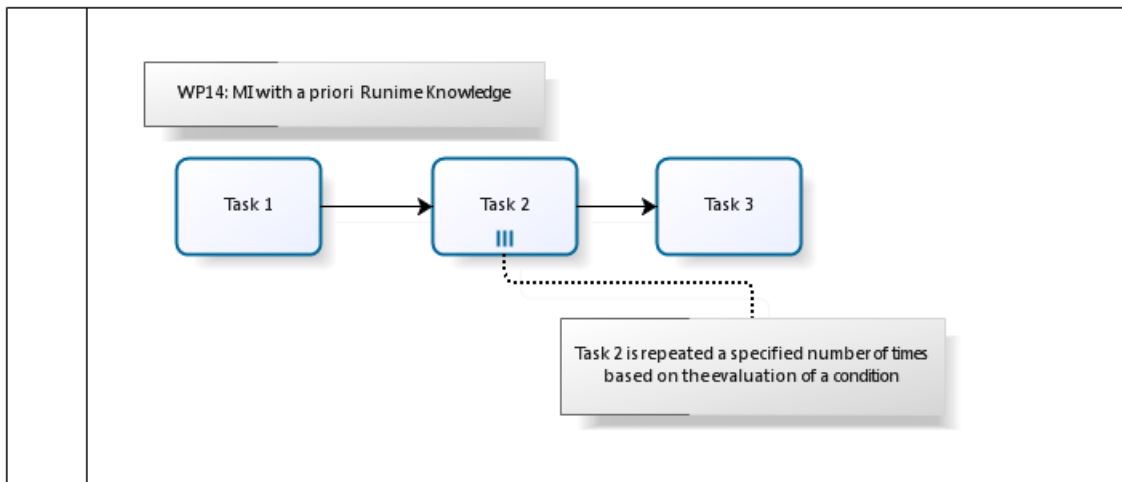 WP14: MI with a priori Runime Knowledge
Task 1
Task 2
Task 3
Task 2 is repeated a specified number of times
based on the evaluation of a condition